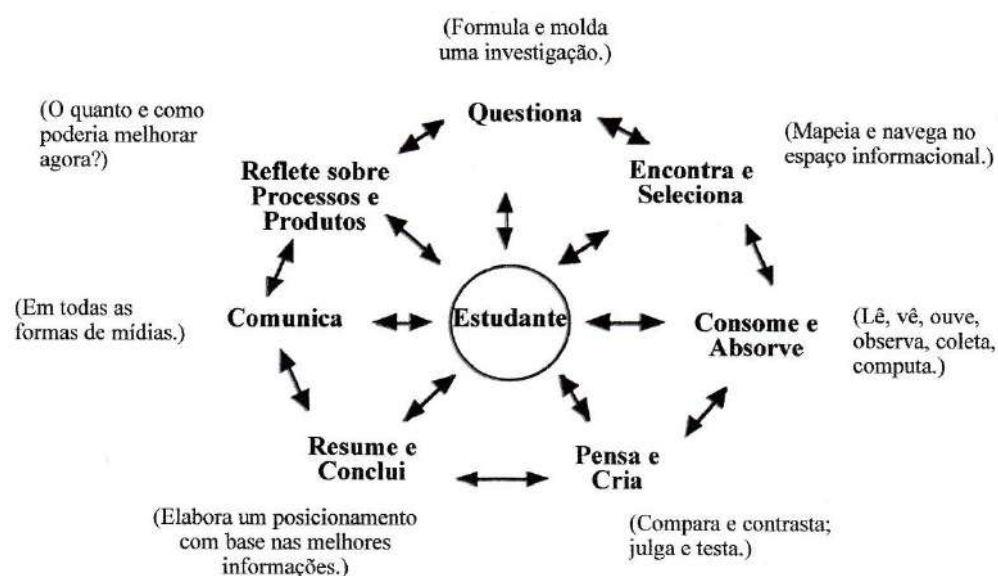 (Formula e molda
uma investigação.)
Questiona
(Mapeia e navega no
espaço informacional.)
Encontra e
Seleciona
(Lê, vê, ouve,
observa, coleta,
computa.)
Consome e
Absorve
Pensa e
Cria
(Compara e contrasta;
julga e testa.)
Resume e
Conclui
(Elabora um posicionamento
com base nas melhores
informações.)
Comunica
(Em todas as
formas de mídias.)
Reflete sobre
Processos e
Produtos
(O quanto e como
poderia melhorar
agora?)
Estudante